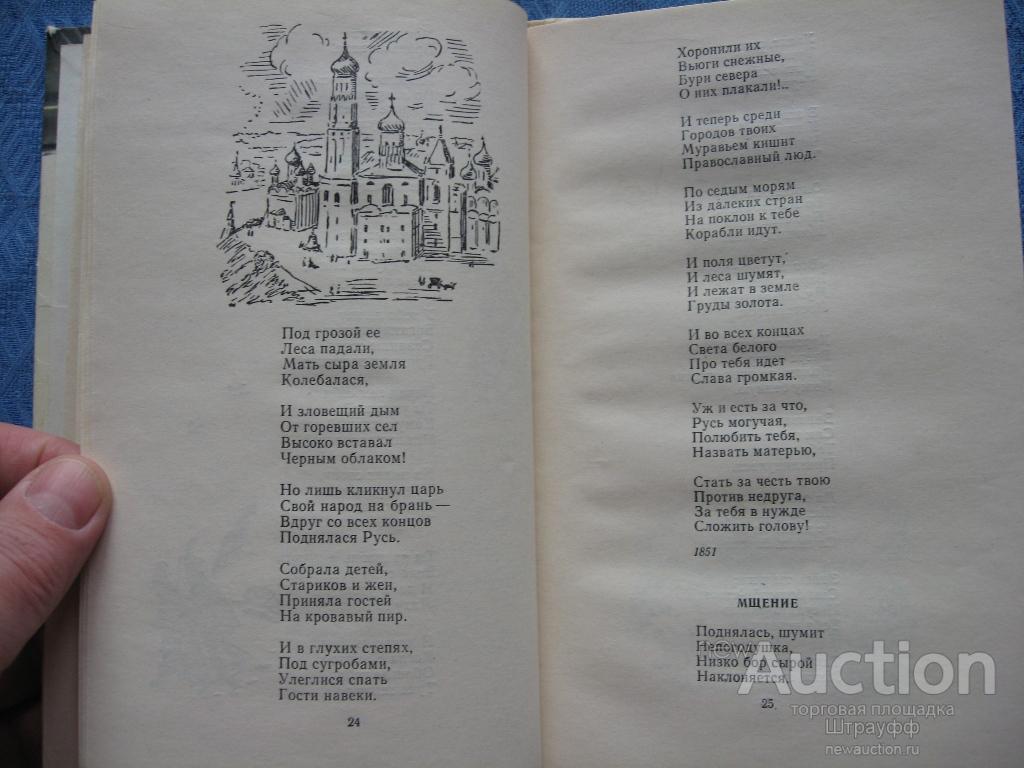 Под грозой ее
Леса падали,
Мать сыра земля
Колебалася,
И зловещий дым
От горевших сел
Высоко вставал
Черным облаком!
Но лишь кликнул царь
Свой народ на брань —
Вдруг со всех концов
Поднялася Русь.
Собрала детей,
Стариков и жен,
Приняла гостей
На кровавый пир.
И в глухих степях,
Под сугробами,
Улеглися спать
Гости навеки.
24
Хоронили их
Вьюги снежные,
Бури севера
О них плакали!..
И теперь среди
Городов твоих
Муравьем кишит
Православный люд.
По седым морям
Из далеких стран
На поклон к тебе
Корабли идут.
И поля цветут,
И леса шумят,
И лежат в земле
Груды золота.
И во всех концах
Света белого
Про тебя идет
Слава громкая.
Уж и есть за что,
Русь могучая,
Полюбить тебя,
Назвать матерью,
Стать за честь твою
Против недруга,
За тебя в нужде
Сложить голову!
1851
МЩЕНИЕ
Поднялась, шумит
Непогодушка,
Низко бор сырой
Наклоняется,
25
new
Auction
торговая площадка
Штрауфф
newauction.ru